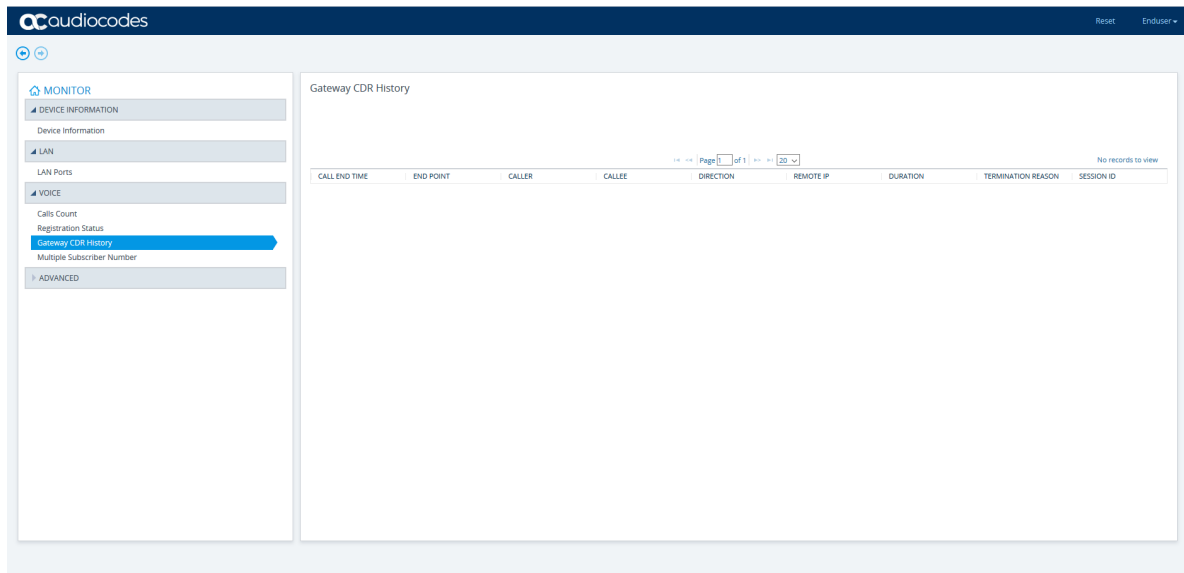 audiocodes
Reset Enduser
MONITOR
DEVICE INFORMATION
Device Information
LAN
LAN Ports
VOICE
Calls Count
Registration Status
Gateway CDR History
Multiple Subscriber Number
ADVANCED
Gateway CDR History
Page 1 of 1 20 No records to view
CALL END TIME END POINT CALLER CALLEE DIRECTION REMOTE IP DURATION TERMINATION REASON SESSION ID